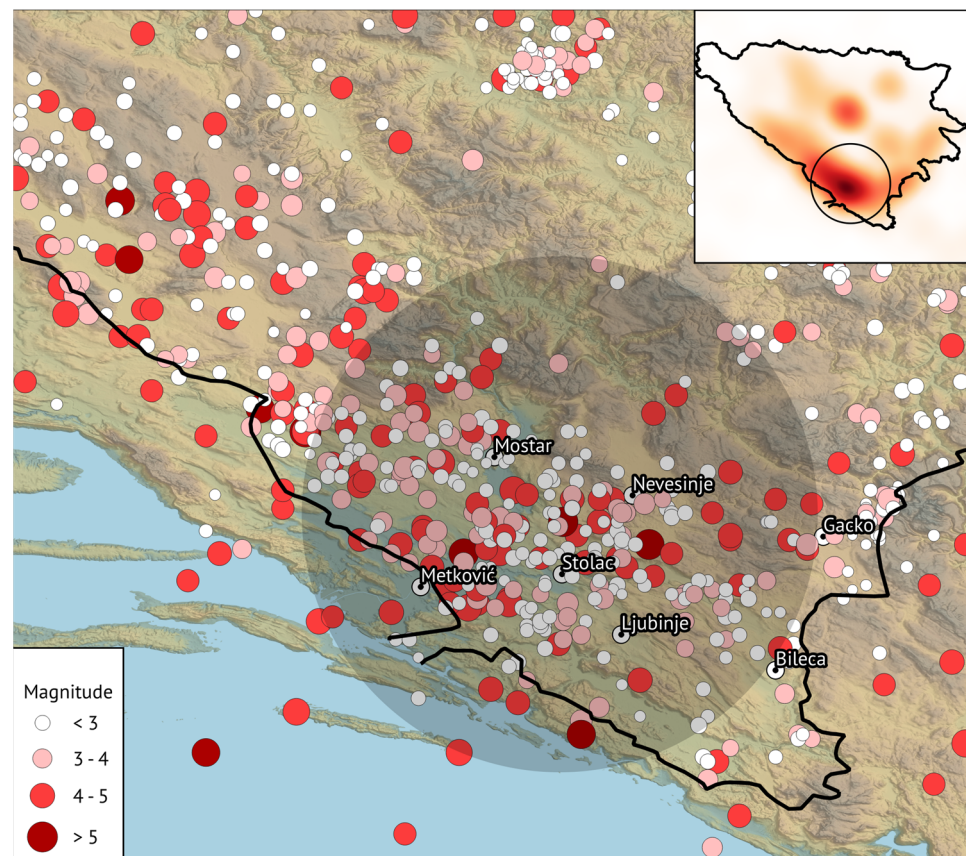 Mostar
Nevesinje
Gacko
Stolac
Metković
Ljubinje
Bileca
Magnitude
< 3
3 - 4
4 - 5
> 5